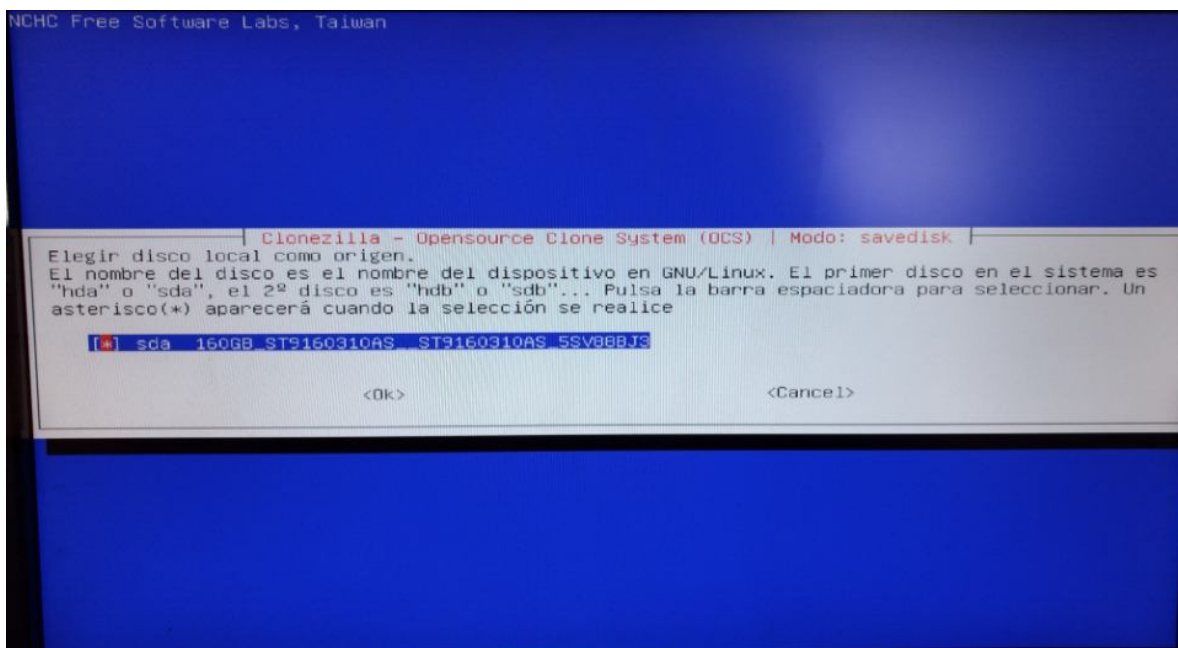 NCHC Free Software Labs, Taiwan
Clonezilla - Opensource Clone System (OCS) | Modo: savedisk
Elegir disco local como origen.
El nombre del disco es el nombre del dispositivo en GNU/Linux. El primer disco en el sistema es
"hda" o "sda", el 2º disco es "hdb" o "sdb"... Pulsa la barra espaciadora para seleccionar. Un
asterisco(*) aparecerá cuando la selección se realice
[*] sda 160GB_ST9160310AS__ST9160310AS_5SV8BBJ3
<Ok> <Cancel>